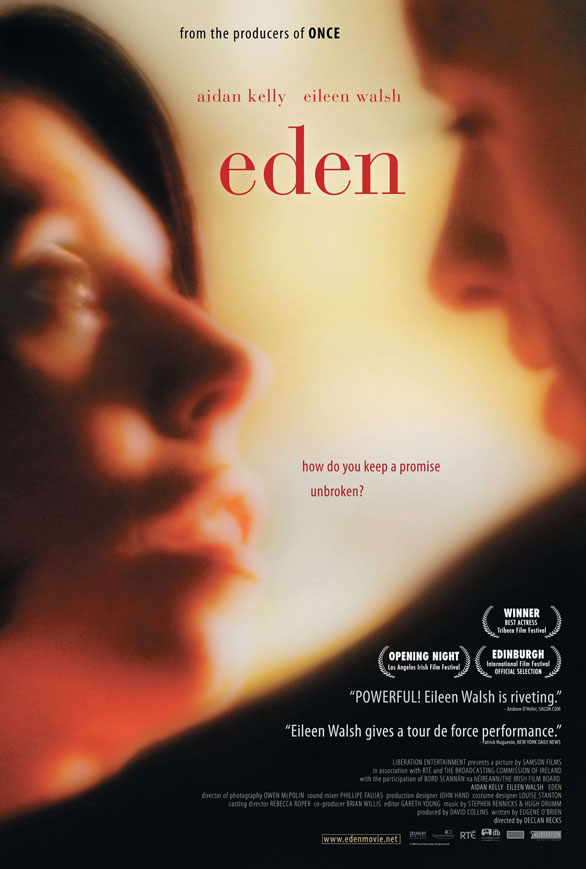 from the producers of ONCE
aidan kelly eileen walsh
eden
how do you keep a promise
unbroken?
WINNER
BEST ACTRESS
Tribeca Film Festival
OPENING NIGHT
Los Angeles Irish Film Festival
EDINBURGH
International Film Festival
OFFICIAL SELECTION
“POWERFUL! Eileen Walsh is riveting.”
- Andrew O'Hehir, SALON.COM
“Eileen Walsh gives a tour de force performance.”
- Patrick Huguenin, NEW YORK DAILY NEWS
LIBERATION ENTERTAINMENT presents a picture by SAMSON FILMS
in association with RTÉ and THE BROADCASTING COMMISSION OF IRELAND
with the participation of BORD SCANNÁN na hÉIREANN/THE IRISH FILM BOARD
AIDAN KELLY EILEEN WALSH EDEN
director of photography OWEN McPOLIN sound mixer PHILLIPE FAUJAS production designer JOHN HAND costume designer LOUISE STANTON
casting director REBECCA ROPER co-producer BRIAN WILLIS editor GARETH YOUNG music by STEPHEN RENNICKS & HUGH DRUMM
produced by DAVID COLLINS written by EUGENE O'BRIEN
directed by DECLAN RECKS
www.edenmovie.net
RTÉ
ifb